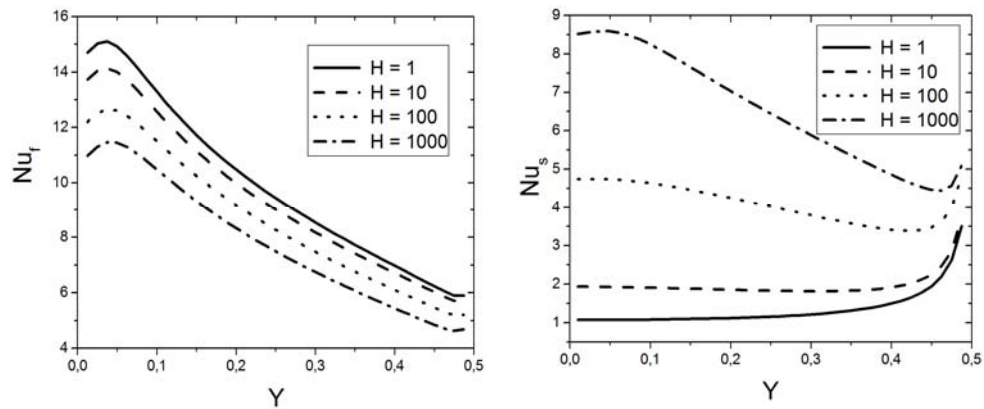 16
14
12
10
8
6
4
0,0 0,1 0,2 0,3 0,4 0,5
Nuf
Y
H = 1
H = 10
H = 100
H = 1000
9
8
7
6
5
4
3
2
1
0,0 0,1 0,2 0,3 0,4 0,5
Nus
Y
H = 1
H = 10
H = 100
H = 1000